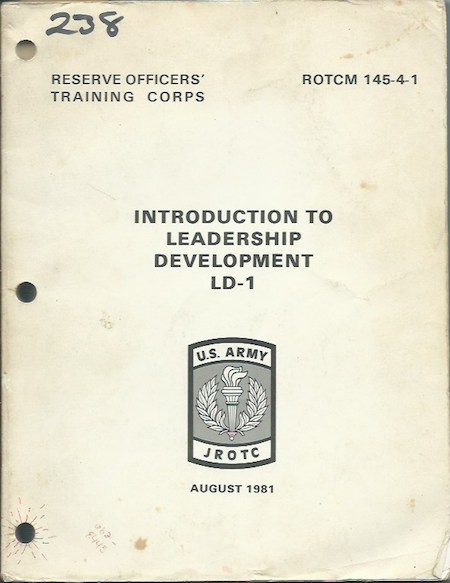 238
RESERVE OFFICERS'
TRAINING CORPS
ROTCM 145-4-1
INTRODUCTION TO
LEADERSHIP
DEVELOPMENT
LD-1
U.S. ARMY
JROTC
AUGUST 1981